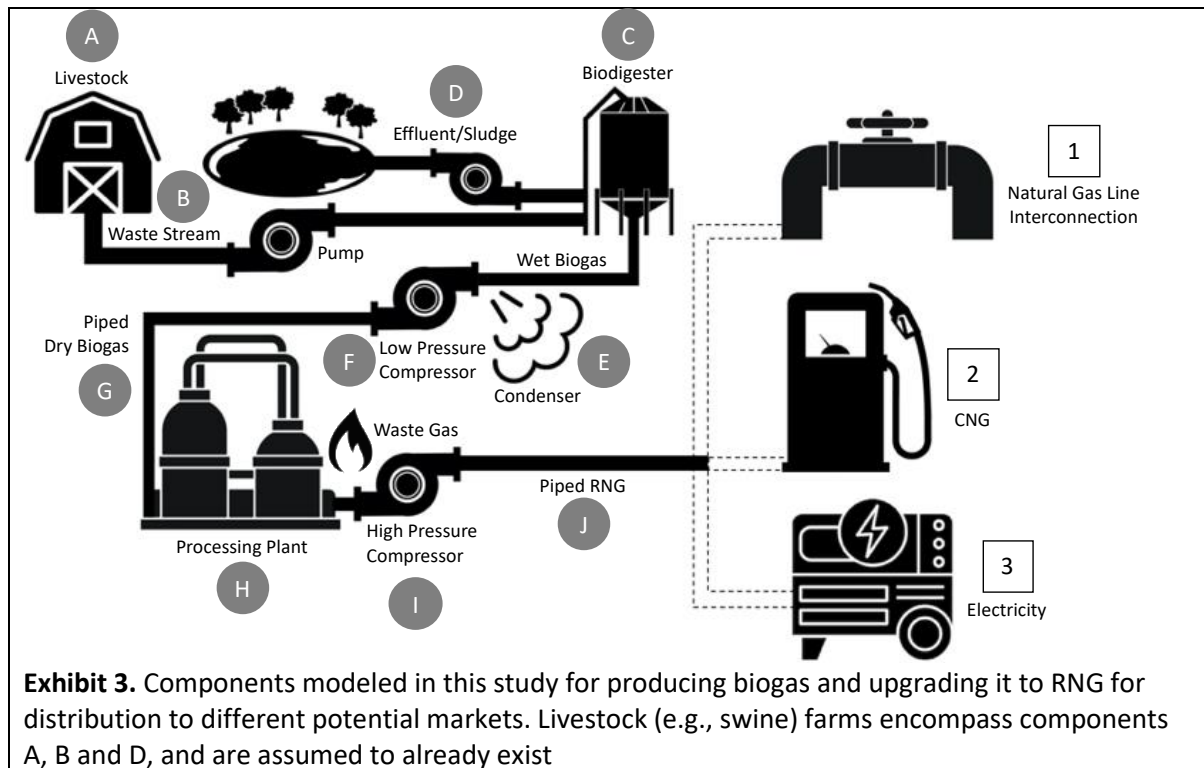 A
Livestock
C
Biodigester
D
Effluent/Sludge
B
Waste Stream
Pump
Wet Biogas
1
Natural Gas Line
Interconnection
Piped
Dry Biogas
G
F
Low Pressure
Compressor
E
Condenser
2
CNG
Waste Gas
Piped RNG
J
High Pressure
Compressor
I
Processing Plant
H
3
Electricity
Exhibit 3. Components modeled in this study for producing biogas and upgrading it to RNG for
distribution to different potential markets. Livestock (e.g., swine) farms encompass components
A, B and D, and are assumed to already exist